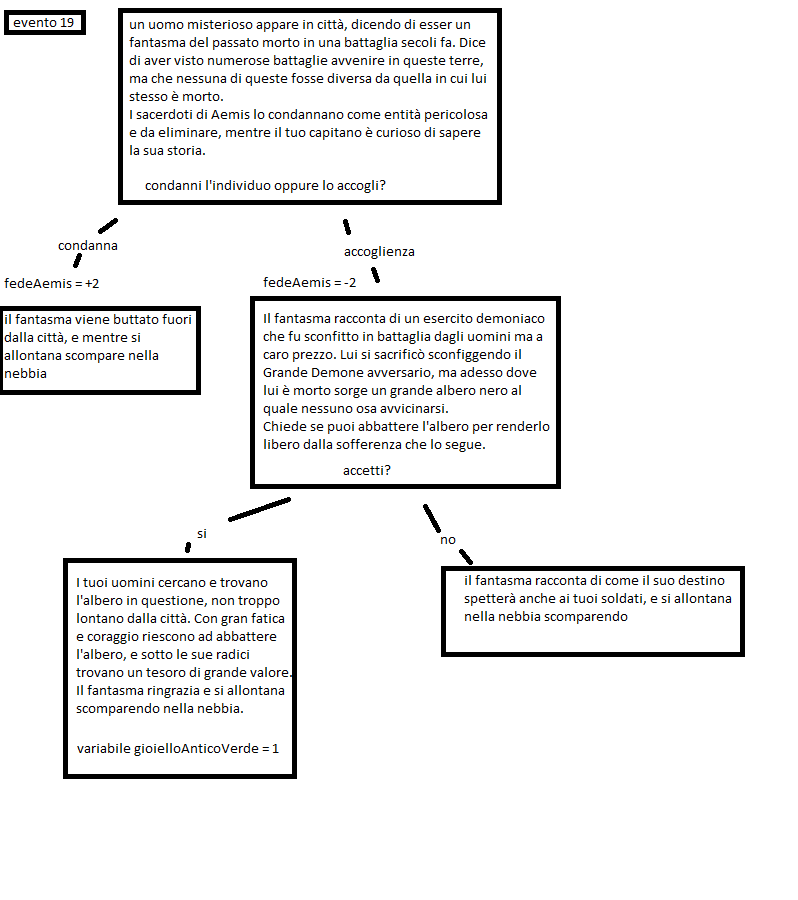 evento 19
un uomo misterioso appare in città, dicendo di esser un
fantasma del passato morto in una battaglia secoli fa. Dice
di aver visto numerose battaglie avvenire in queste terre,
ma che nessuna di queste fosse diversa da quella in cui lui
stesso è morto.
I sacerdoti di Aemis lo condannano come entità pericolosa
e da eliminare, mentre il tuo capitano è curioso di sapere
la sua storia.
condanni l'individuo oppure lo accogli?
condanna
fedeAemis = +2
il fantasma viene buttato fuori
dalla città, e mentre si
allontana scompare nella
nebbia
accoglienza
fedeAemis = -2
Il fantasma racconta di un esercito demoniaco
che fu sconfitto in battaglia dagli uomini ma a
caro prezzo. Lui si sacrificò sconfiggendo il
Grande Demone avversario, ma adesso dove
lui è morto sorge un grande albero nero al
quale nessuno osa avvicinarsi.
Chiede se puoi abbattere l'albero per renderlo
libero dalla sofferenza che lo segue.
accetti?
si
I tuoi uomini cercano e trovano
l'albero in questione, non troppo
lontano dalla città. Con gran fatica
e coraggio riescono ad abbattere
l'albero, e sotto le sue radici
trovano un tesoro di grande valore.
Il fantasma ringrazia e si allontana
scomparendo nella nebbia.
variabile gioielloAnticoVerde = 1
no
il fantasma racconta di come il suo destino
spetterà anche ai tuoi soldati, e si allontana
nella nebbia scomparendo